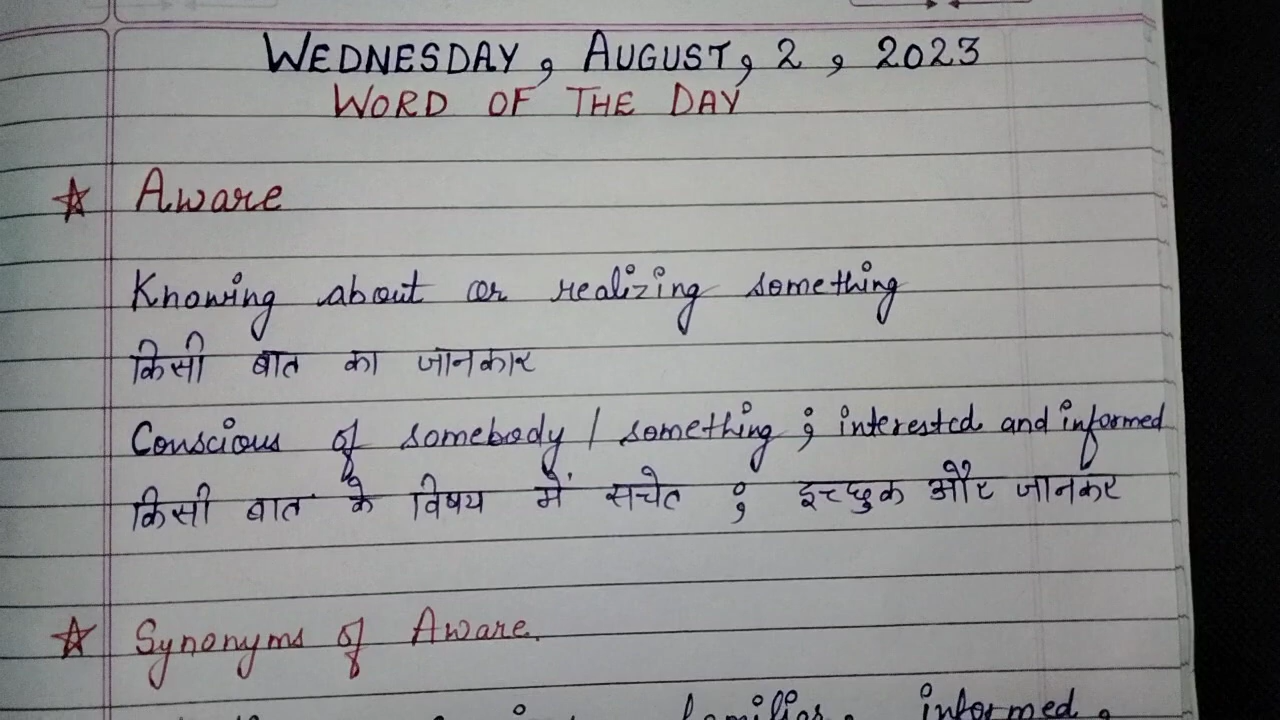 WEDNESDAY, AUGUST, 2, 2023
WORD OF THE DAY
☆ Aware
Knowing about or realizing something
किसी बात का जानकार
Conscious of somebody / something ; interested and informed
किसी बात के विषय में सचेत ; इच्छुक और जानकर
☆ Synonyms of Aware.
familiar, informed,